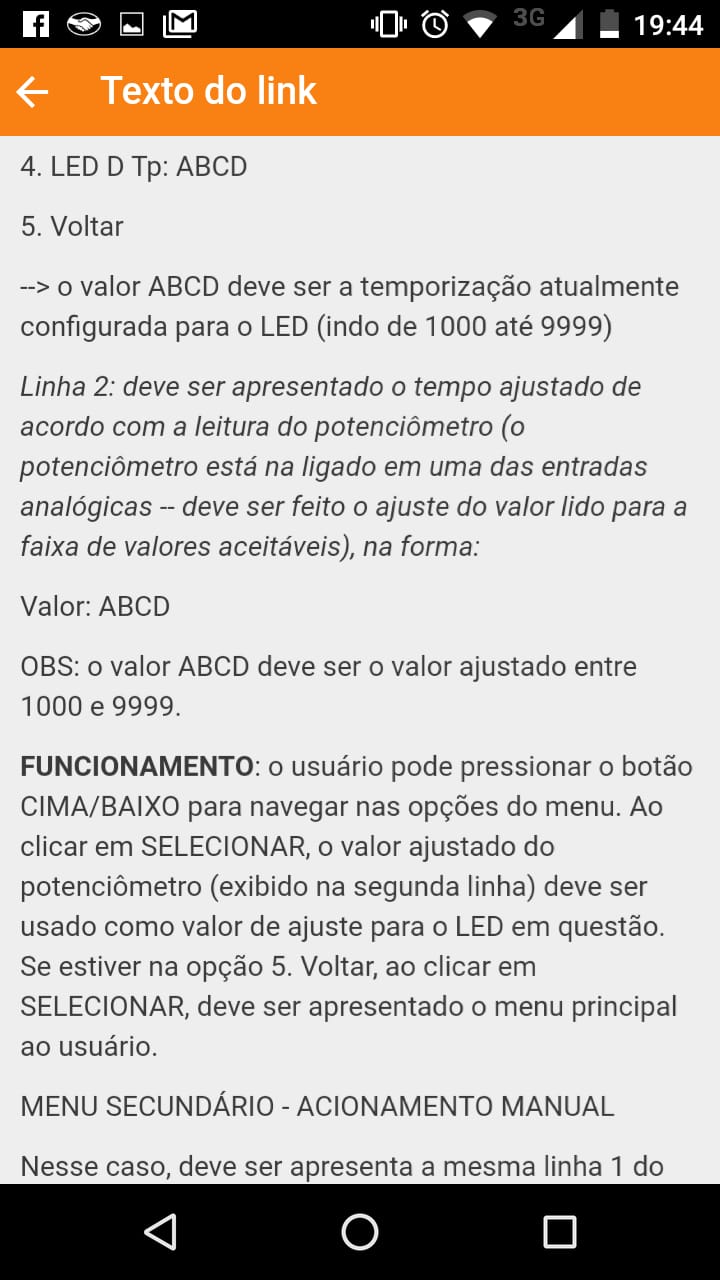 3G 19:44
Texto do link
4. LED D Tp: ABCD
5. Voltar
--> o valor ABCD deve ser a temporização atualmente
configurada para o LED (indo de 1000 até 9999)
Linha 2: deve ser apresentado o tempo ajustado de
acordo com a leitura do potenciômetro (o
potenciômetro está na ligado em uma das entradas
analógicas -- deve ser feito o ajuste do valor lido para a
faixa de valores aceitáveis), na forma:
Valor: ABCD
OBS: o valor ABCD deve ser o valor ajustado entre
1000 e 9999.
FUNCIONAMENTO: o usuário pode pressionar o botão
CIMA/BAIXO para navegar nas opções do menu. Ao
clicar em SELECIONAR, o valor ajustado do
potenciômetro (exibido na segunda linha) deve ser
usado como valor de ajuste para o LED em questão.
Se estiver na opção 5. Voltar, ao clicar em
SELECIONAR, deve ser apresentado o menu principal
ao usuário.
MENU SECUNDÁRIO - ACIONAMENTO MANUAL
Nesse caso, deve ser apresenta a mesma linha 1 do